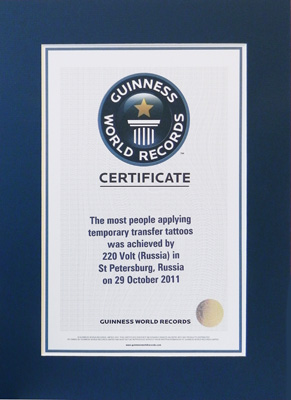 GUINNESS
WORLD RECORDS
CERTIFICATE
The most people applying
temporary transfer tattoos
was achieved by
220 Volt (Russia) in
St Petersburg, Russia
on 29 October 2011
GUINNESS WORLD RECORDS